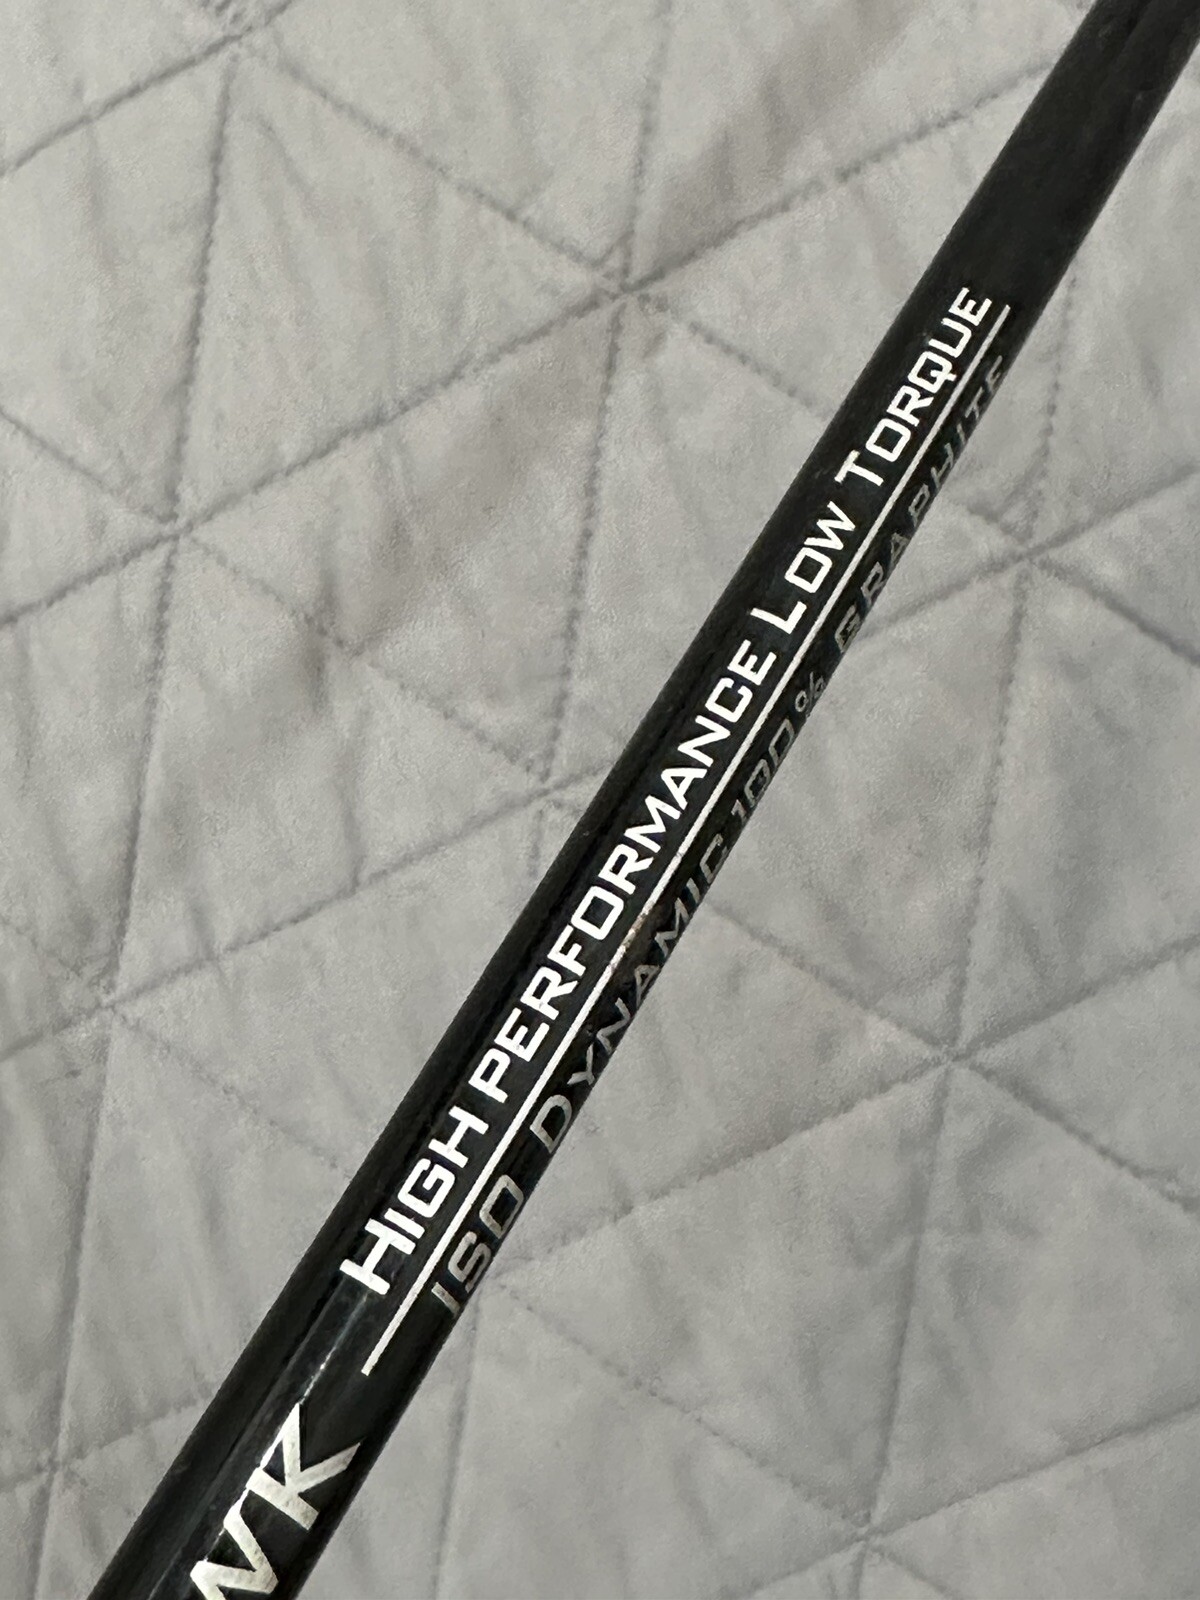 HIGH PERFORMANCE LOW TORQUE
ISO DYNAMIC 100% GRAPHITE
WK